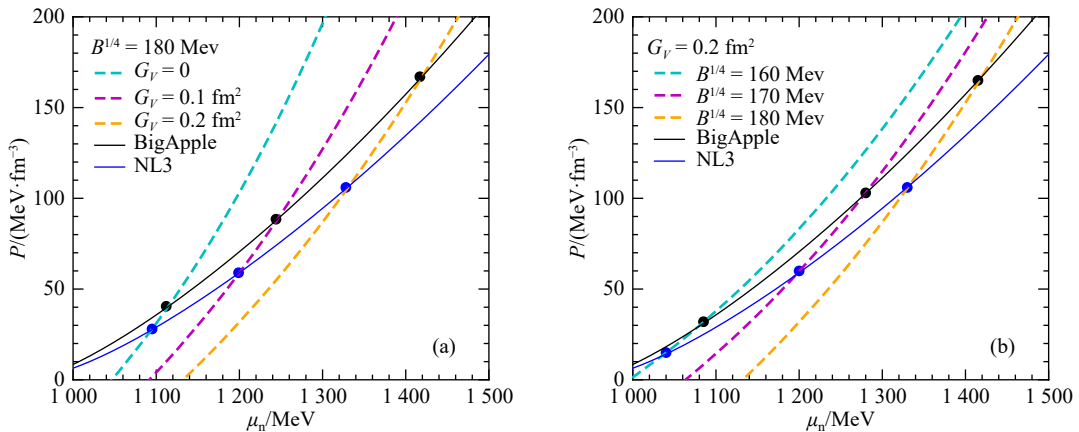 200
150
100
50
0
P/(MeV·fm⁻³)
B^1/4 = 180 Mev
G_V = 0
G_V = 0.1 fm²
G_V = 0.2 fm²
BigApple
NL3
(a)
1 000 1 100 1 200 1 300 1 400 1 500
μ_n/MeV
200
150
100
50
0
P/(MeV·fm⁻³)
G_V = 0.2 fm²
B^1/4 = 160 Mev
B^1/4 = 170 Mev
B^1/4 = 180 Mev
BigApple
NL3
(b)
1 000 1 100 1 200 1 300 1 400 1 500
μ_n/MeV